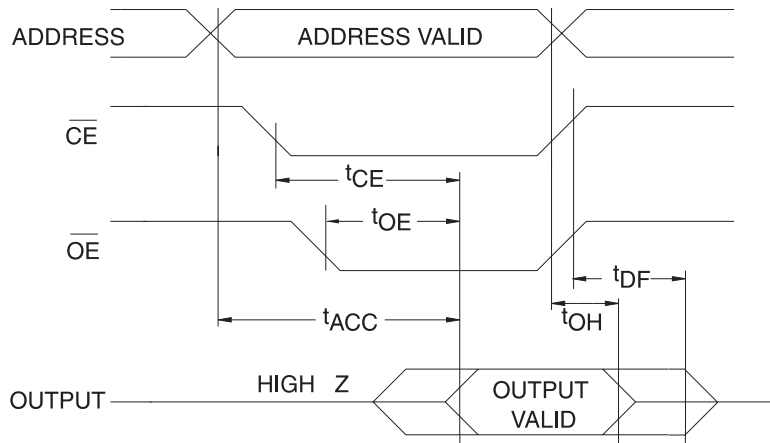 ADDRESS
ADDRESS VALID
CE
tCE
OE
tOE
tDF
tACC
tOH
HIGH Z
OUTPUT
OUTPUT
VALID